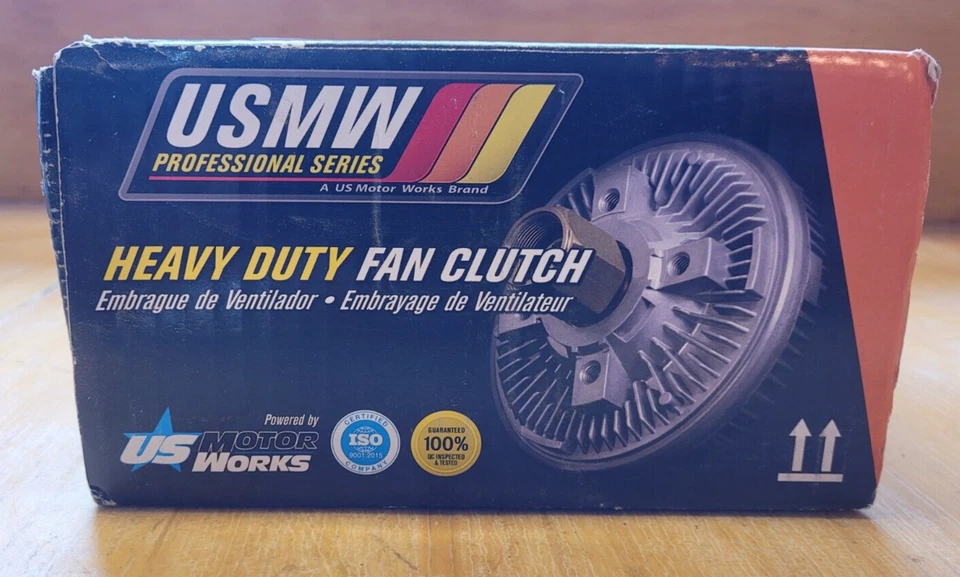 USMW
PROFESSIONAL SERIES
A US Motor Works Brand
HEAVY DUTY FAN CLUTCH
Embrague de Ventilador • Embrayage de Ventilateur
Powered by
US MOTOR
WORKS
CERTIFIED
ISO
9001:2015
COMPANY
GUARANTEED
100%
QC INSPECTED
& TESTED